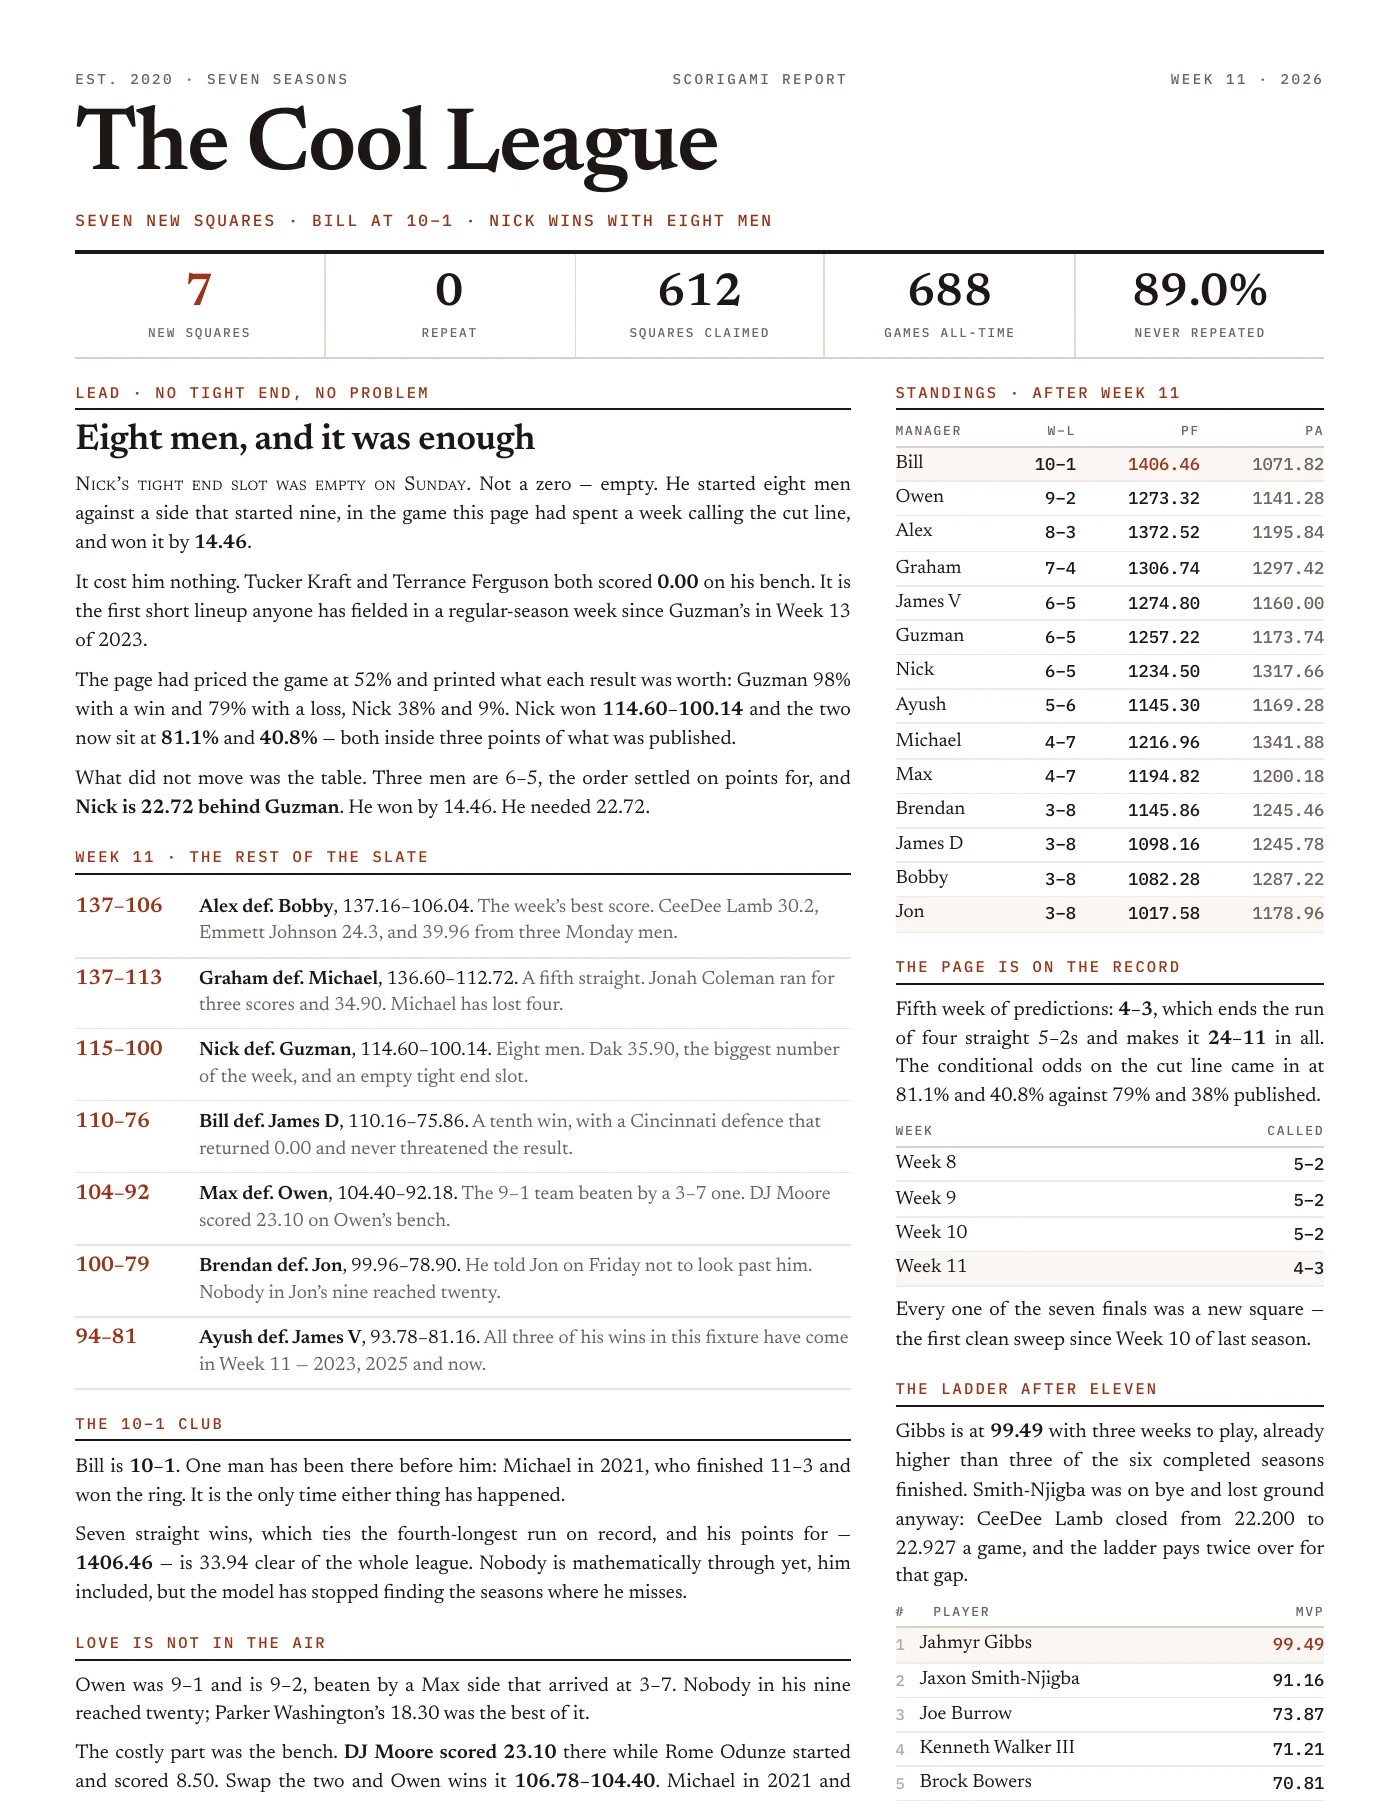 EST. 2020 · SEVEN SEASONS
SCORIGAMI REPORT
WEEK 11 · 2026
The Cool League
SEVEN NEW SQUARES · BILL AT 10–1 · NICK WINS WITH EIGHT MEN
7
NEW SQUARES
0
REPEAT
612
SQUARES CLAIMED
688
GAMES ALL-TIME
89.0%
NEVER REPEATED
LEAD · NO TIGHT END, NO PROBLEM
Eight men, and it was enough
Nick’s tight end slot was empty on Sunday. Not a zero – empty. He started eight men
against a side that started nine, in the game this page had spent a week calling the cut line,
and won it by 14.46.
It cost him nothing. Tucker Kraft and Terrance Ferguson both scored 0.00 on his bench. It is
the first short lineup anyone has fielded in a regular-season week since Guzman’s in Week 13
of 2023.
The page had priced the game at 52% and printed what each result was worth: Guzman 98%
with a win and 79% with a loss, Nick 38% and 9%. Nick won 114.60–100.14 and the two
now sit at 81.1% and 40.8% – both inside three points of what was published.
What did not move was the table. Three men are 6–5, the order settled on points for, and
Nick is 22.72 behind Guzman. He won by 14.46. He needed 22.72.
WEEK 11 · THE REST OF THE SLATE
137–106
Alex def. Bobby, 137.16–106.04. The week’s best score. CeeDee Lamb 30.2,
Emmett Johnson 24.3, and 39.96 from three Monday men.
137–113
Graham def. Michael, 136.60–112.72. A fifth straight. Jonah Coleman ran for
three scores and 34.90. Michael has lost four.
115–100
Nick def. Guzman, 114.60–100.14. Eight men. Dak 35.90, the biggest number
of the week, and an empty tight end slot.
110–76
Bill def. James D, 110.16–75.86. A tenth win, with a Cincinnati defence that
returned 0.00 and never threatened the result.
104–92
Max def. Owen, 104.40–92.18. The 9–1 team beaten by a 3–7 one. DJ Moore
scored 23.10 on Owen’s bench.
100–79
Brendan def. Jon, 99.96–78.90. He told Jon on Friday not to look past him.
Nobody in Jon’s nine reached twenty.
94–81
Ayush def. James V, 93.78–81.16. All three of his wins in this fixture have come
in Week 11 – 2023, 2025 and now.
THE 10–1 CLUB
Bill is 10–1. One man has been there before him: Michael in 2021, who finished 11–3 and
won the ring. It is the only time either thing has happened.
Seven straight wins, which ties the fourth-longest run on record, and his points for –
1406.46 – is 33.94 clear of the whole league. Nobody is mathematically through yet, him
included, but the model has stopped finding the seasons where he misses.
LOVE IS NOT IN THE AIR
Owen was 9–1 and is 9–2, beaten by a Max side that arrived at 3–7. Nobody in his nine
reached twenty; Parker Washington’s 18.30 was the best of it.
The costly part was the bench. DJ Moore scored 23.10 there while Rome Odunze started
and scored 8.50. Swap the two and Owen wins it 106.78–104.40. Michael in 2021 and
STANDINGS · AFTER WEEK 11
MANAGER W–L PF PA
Bill 10–1 1406.46 1071.82
Owen 9–2 1273.32 1141.28
Alex 8–3 1372.52 1195.84
Graham 7–4 1306.74 1297.42
James V 6–5 1274.80 1160.00
Guzman 6–5 1257.22 1173.74
Nick 6–5 1234.50 1317.66
Ayush 5–6 1145.30 1169.28
Michael 4–7 1216.96 1341.88
Max 4–7 1194.82 1200.18
Brendan 3–8 1145.86 1245.46
James D 3–8 1098.16 1245.78
Bobby 3–8 1082.28 1287.22
Jon 3–8 1017.58 1178.96
THE PAGE IS ON THE RECORD
Fifth week of predictions: 4–3, which ends the run
of four straight 5–2s and makes it 24–11 in all.
The conditional odds on the cut line came in at
81.1% and 40.8% against 79% and 38% published.
WEEK CALLED
Week 8 5–2
Week 9 5–2
Week 10 5–2
Week 11 4–3
Every one of the seven finals was a new square –
the first clean sweep since Week 10 of last season.
THE LADDER AFTER ELEVEN
Gibbs is at 99.49 with three weeks to play, already
higher than three of the six completed seasons
finished. Smith-Njigba was on bye and lost ground
anyway: CeeDee Lamb closed from 22.200 to
22.927 a game, and the ladder pays twice over for
that gap.
# PLAYER MVP
1 Jahmyr Gibbs 99.49
2 Jaxon Smith-Njigba 91.16
3 Joe Burrow 73.87
4 Kenneth Walker III 71.21
5 Brock Bowers 70.81